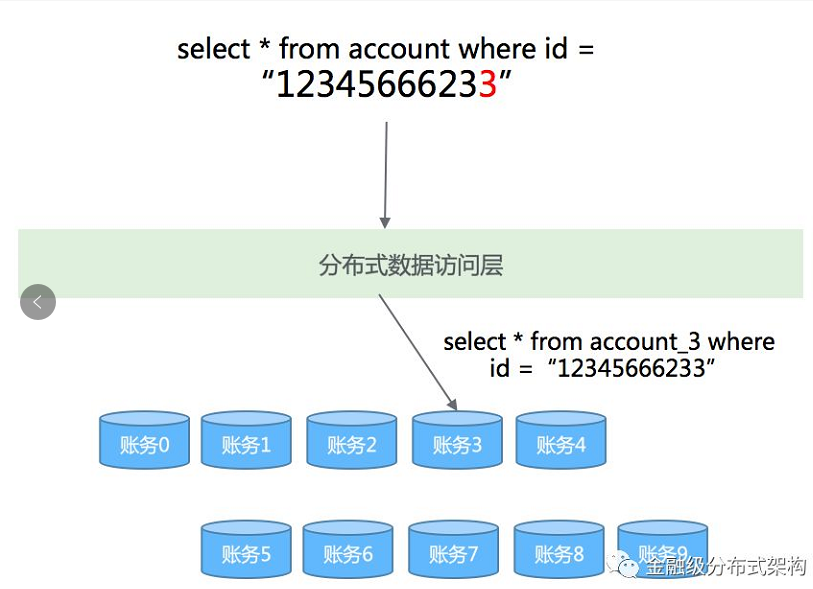 select * from account where id =
“12345666233”
分布式数据访问层
select * from account_3 where
id = “12345666233”
账务0
账务1
账务2
账务3
账务4
账务5
账务6
账务7
账务8
账务9
金融级分布式架构